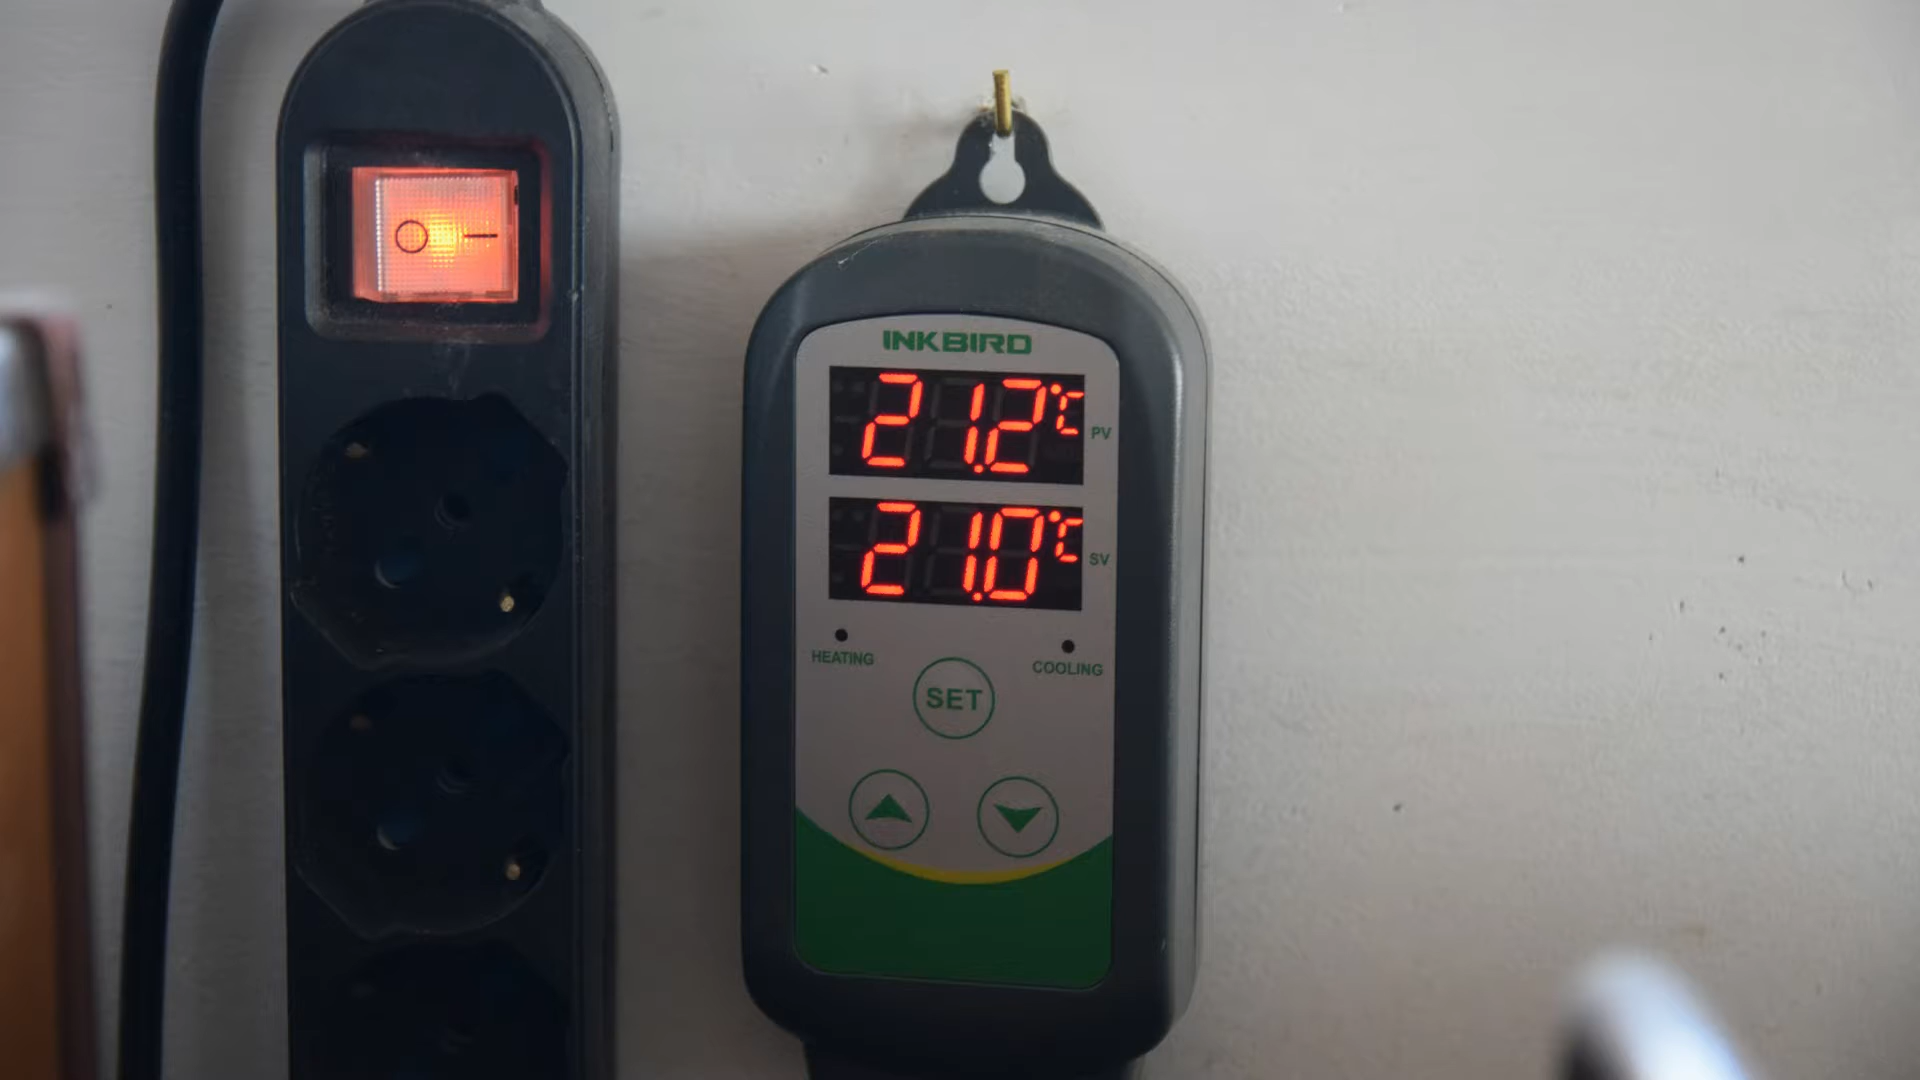 INKBIRD
21.2°C PV
21.0°C SV
HEATING
COOLING
SET